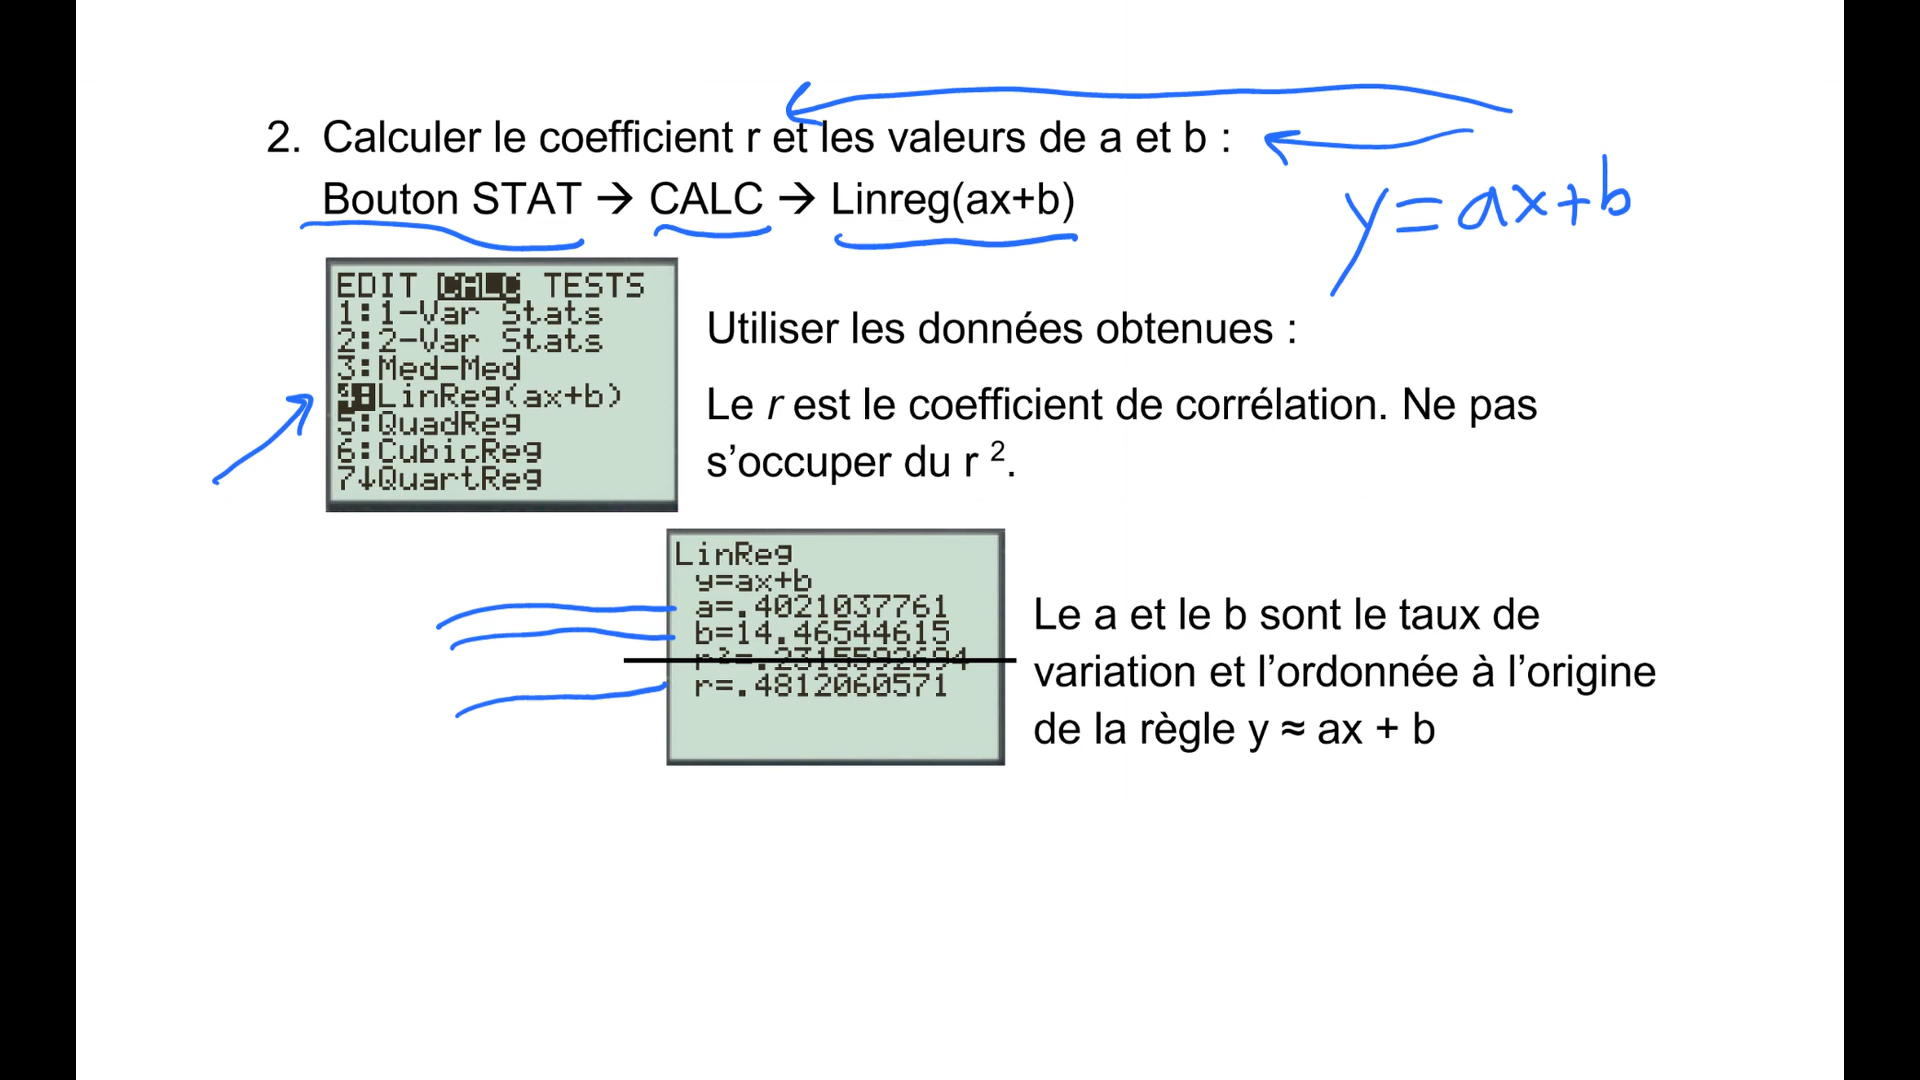 2. Calculer le coefficient r et les valeurs de a et b :
Bouton STAT → CALC → Linreg(ax+b)
y=ax+b
EDIT CALC TESTS
1:1-Var Stats
2:2-Var Stats
3:Med-Med
4:LinReg(ax+b)
5:QuadReg
6:CubicReg
7↓QuartReg
Utiliser les données obtenues :
Le r est le coefficient de corrélation. Ne pas
s’occuper du r ².
LinReg
y=ax+b
a=.4021037761
b=14.46544615
r²=.2315592694
r=.4812060571
Le a et le b sont le taux de
variation et l’ordonnée à l’origine
de la règle y ≈ ax + b